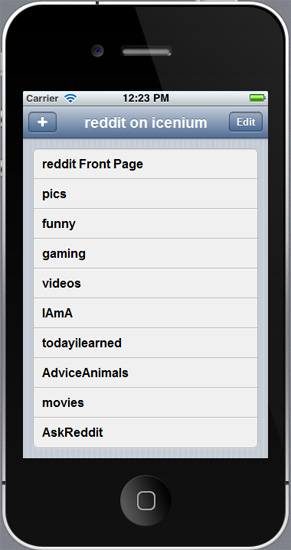 Carrier 12:23 PM
+ reddit on icenium Edit
reddit Front Page
pics
funny
gaming
videos
IAmA
todayilearned
AdviceAnimals
movies
AskReddit